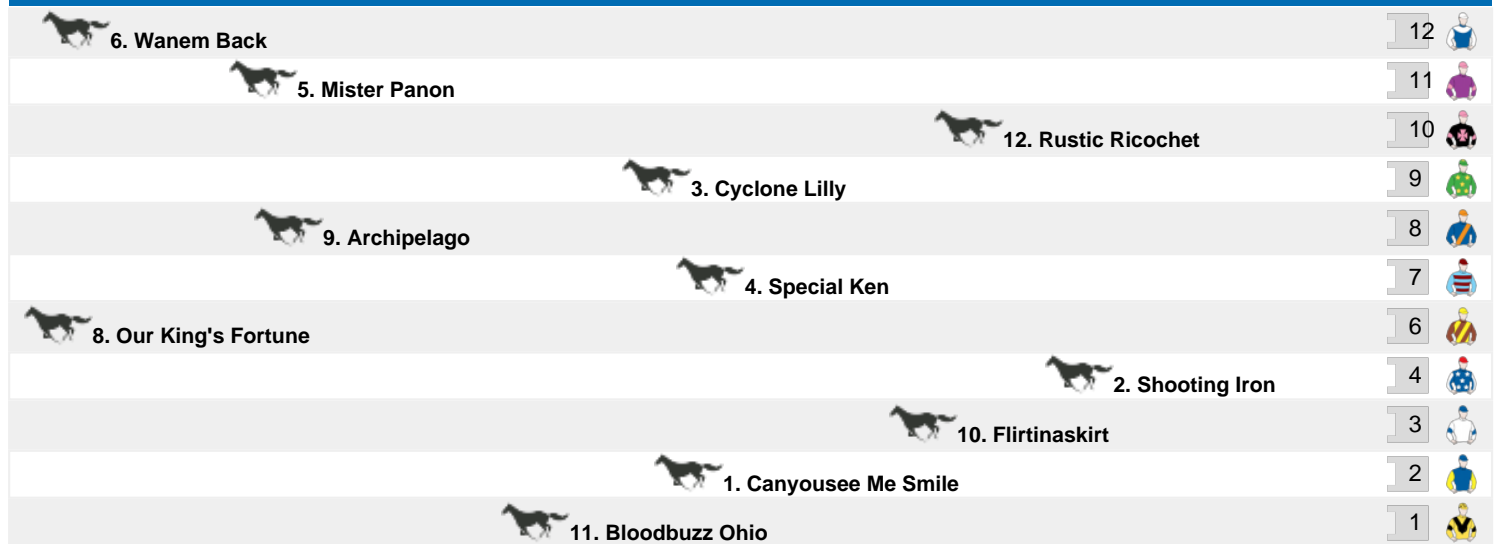 6. Wanem Back 12
5. Mister Panon 11
12. Rustic Ricochet 10
3. Cyclone Lilly 9
9. Archipelago 8
4. Special Ken 7
8. Our King's Fortune 6
2. Shooting Iron 4
10. Flirtinaskirt 3
1. Canyousee Me Smile 2
11. Bloodbuzz Ohio 1